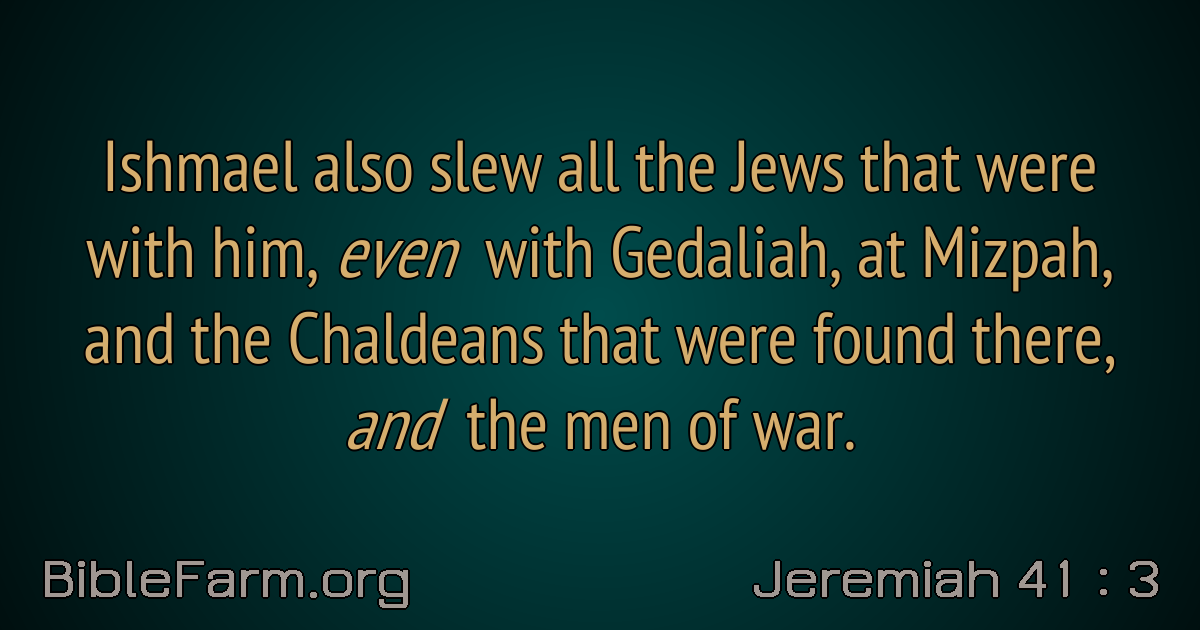 Ishmael also slew all the Jews that were
with him, even with Gedaliah, at Mizpah,
and the Chaldeans that were found there,
and the men of war.
BibleFarm.org
Jeremiah 41 : 3